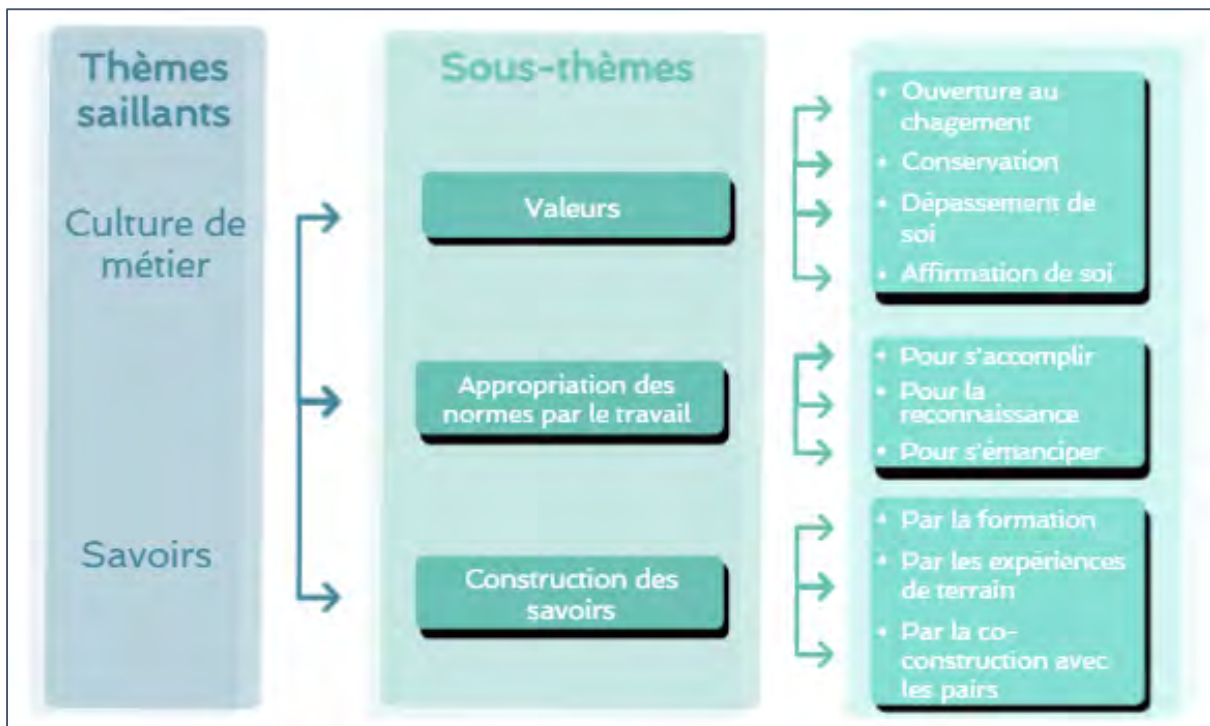 Thèmes
saillants
Culture de
métier
Savoirs
Sous-thèmes
Valeurs
Appropriation des
normes par le travail
Construction des
savoirs
• Ouverture au
chagement
• Conservation
• Dépassement de
soi
• Affirmation de soi
• Pour s'accomplir
• Pour la
reconnaissance
• Pour s'émanciper
• Par la formation
• Par les expériences
de terrain
• Par la co-
construction avec
les pairs